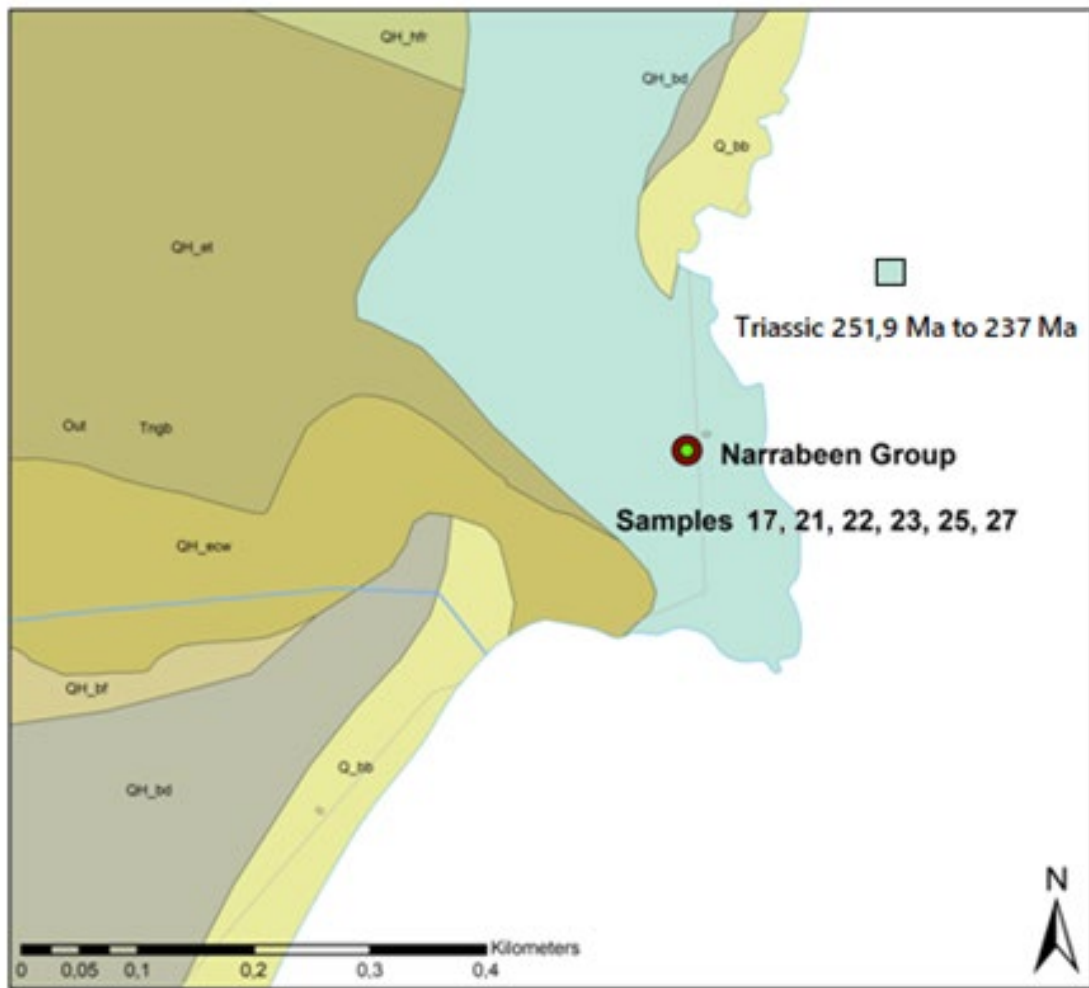 QH_hfr
QH_bd
Q_bb
QH_et
Triassic 251,9 Ma to 237 Ma
Out Tngb
Narrabeen Group
Samples 17, 21, 22, 23, 25, 27
QH_ecw
QH_bf
Q_bb
QH_bd
N
Kilometers
0 0,05 0,1 0,2 0,3 0,4